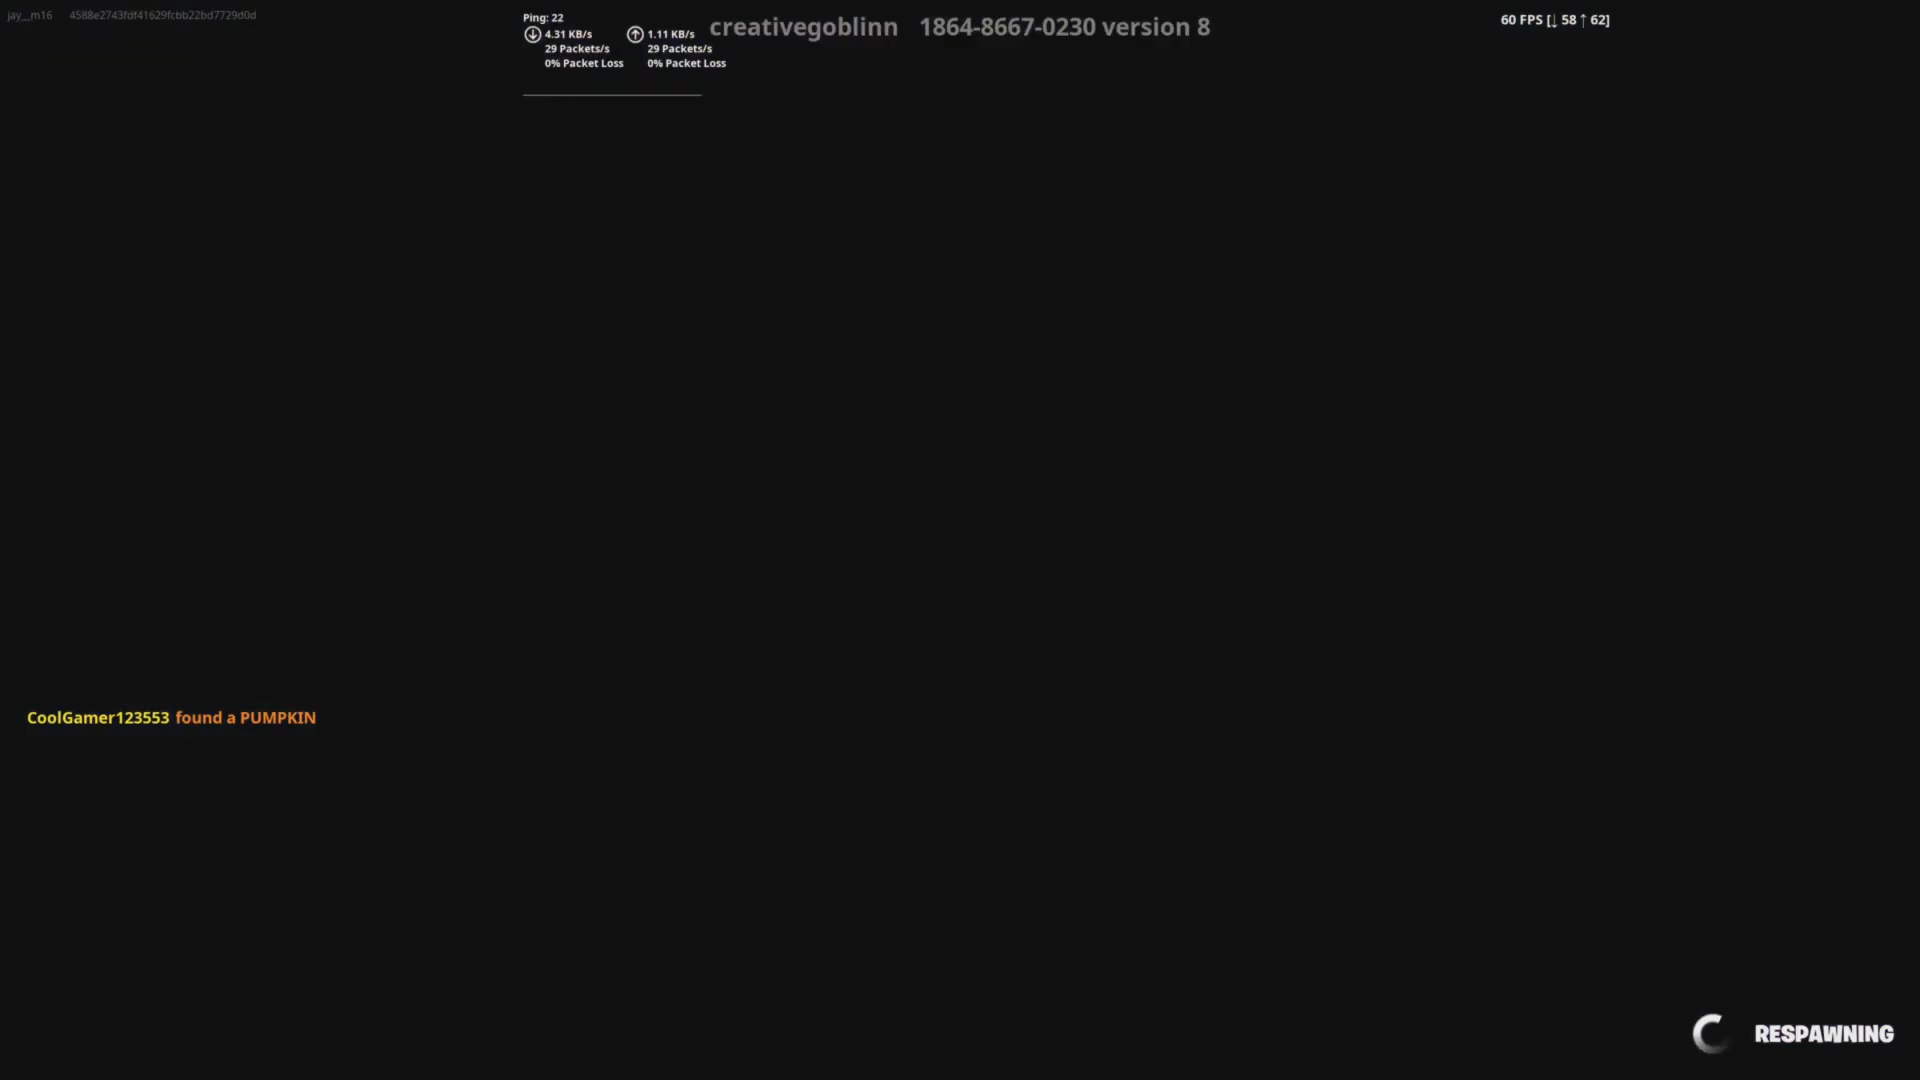 jay__m16 4588e2743fdf41629fcbb22bd7729d0d
Ping: 22
4.31 KB/s 1.11 KB/s
29 Packets/s 29 Packets/s
0% Packet Loss 0% Packet Loss
creativegoblinn 1864-8667-0230 version 8
60 FPS [↓ 58 ↑ 62]
CoolGamer123553 found a PUMPKIN
RESPAWNING